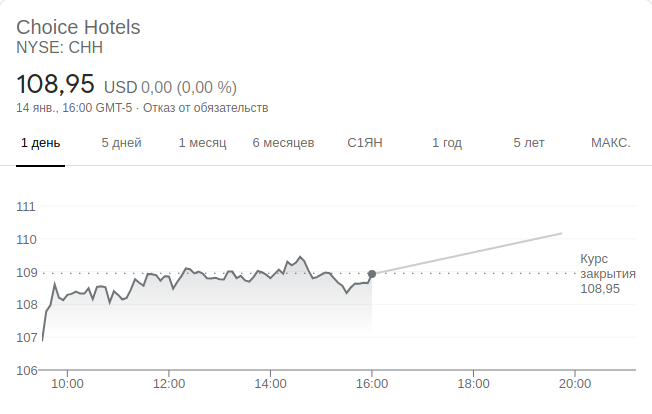 Choice Hotels
NYSE: CHH
108,95 USD 0,00 (0,00 %)
14 янв., 16:00 GMT-5 · Отказ от обязательств
1 день 5 дней 1 месяц 6 месяцев С1ЯН 1 год 5 лет МАКС.
111
110
Курс
109 закрытия
108 108,95
107
106
10:00 12:00 14:00 16:00 18:00 20:00